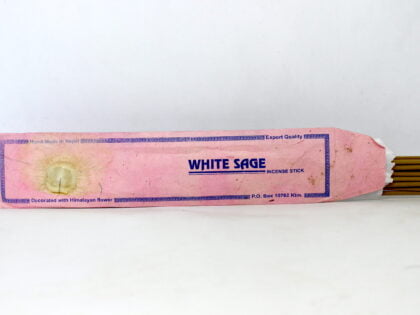 Hand Made in Nepal
Export Quality
WHITE SAGE
INCENSE STICK
Decorated with Himalayan flower
P.O. Box 10762 Ktm.